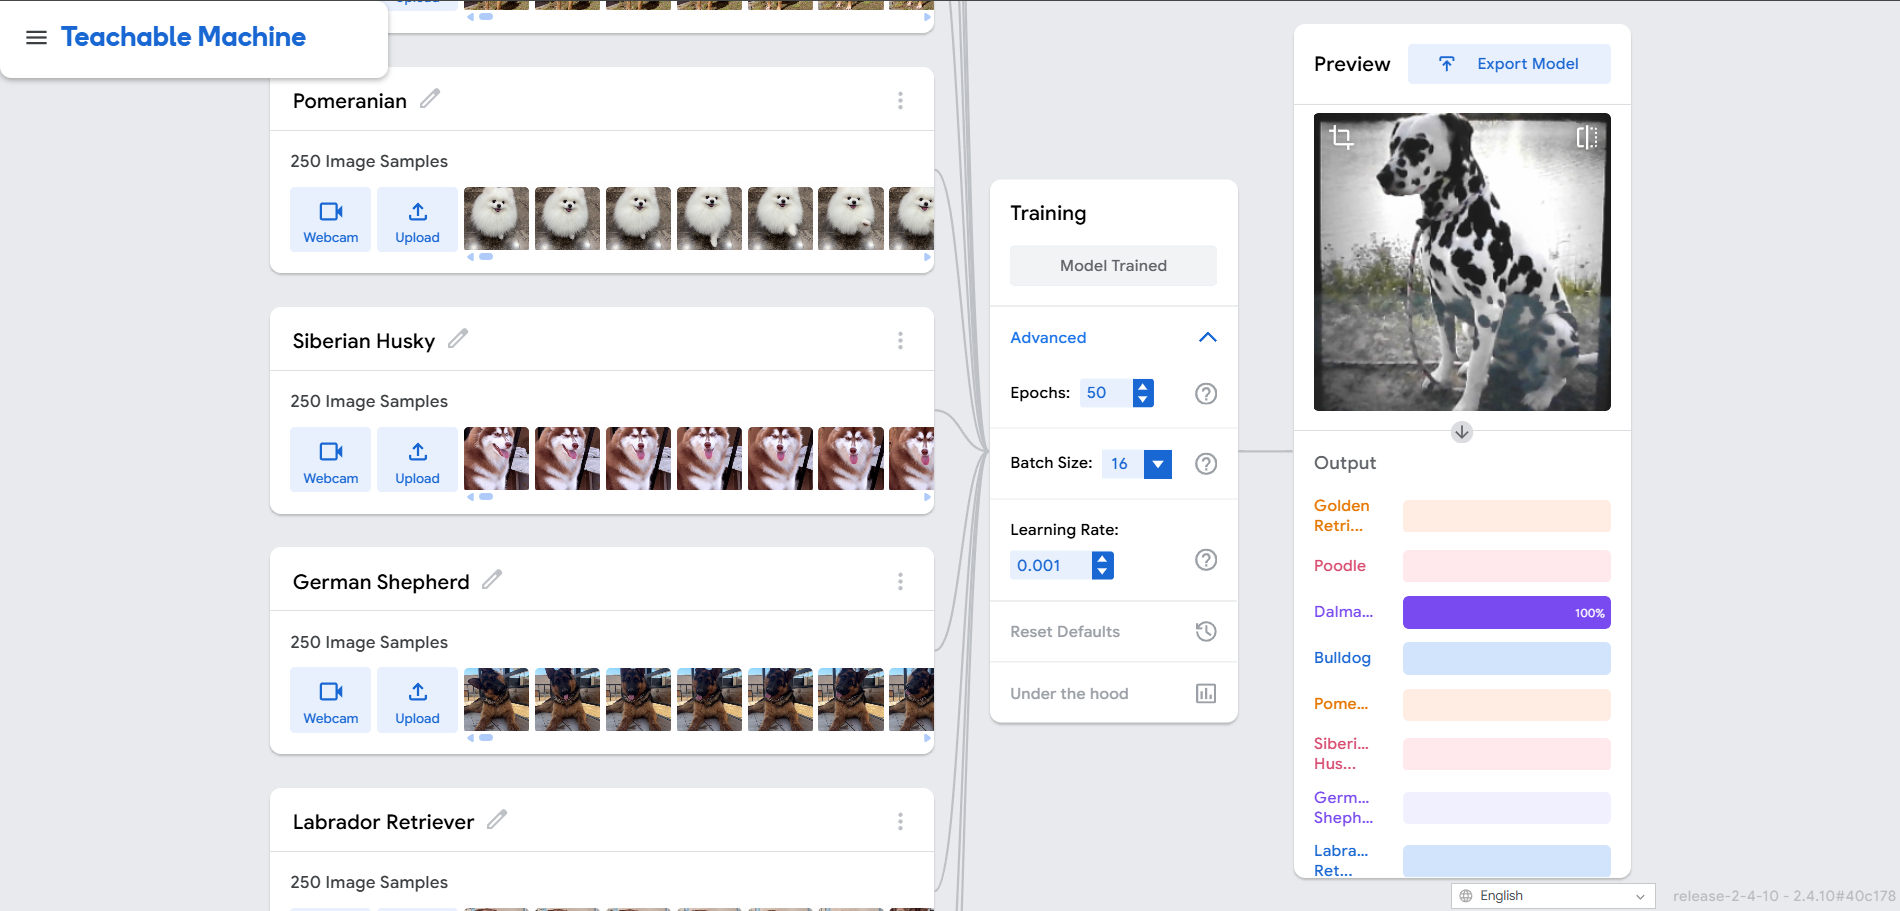 Teachable Machine
Pomeranian
250 Image Samples
Webcam
Upload
Siberian Husky
250 Image Samples
Webcam
Upload
German Shepherd
250 Image Samples
Webcam
Upload
Labrador Retriever
250 Image Samples
Training
Model Trained
Advanced
Epochs: 50
Batch Size: 16
Learning Rate:
0.001
Reset Defaults
Under the hood
Preview
Export Model
Output
Golden
Retri...
Poodle
Dalma... 100%
Bulldog
Pome...
Siberi...
Hus...
Germ...
Sheph...
Labra...
Ret...
English
release-2-4-10 - 2.4.10#40c178